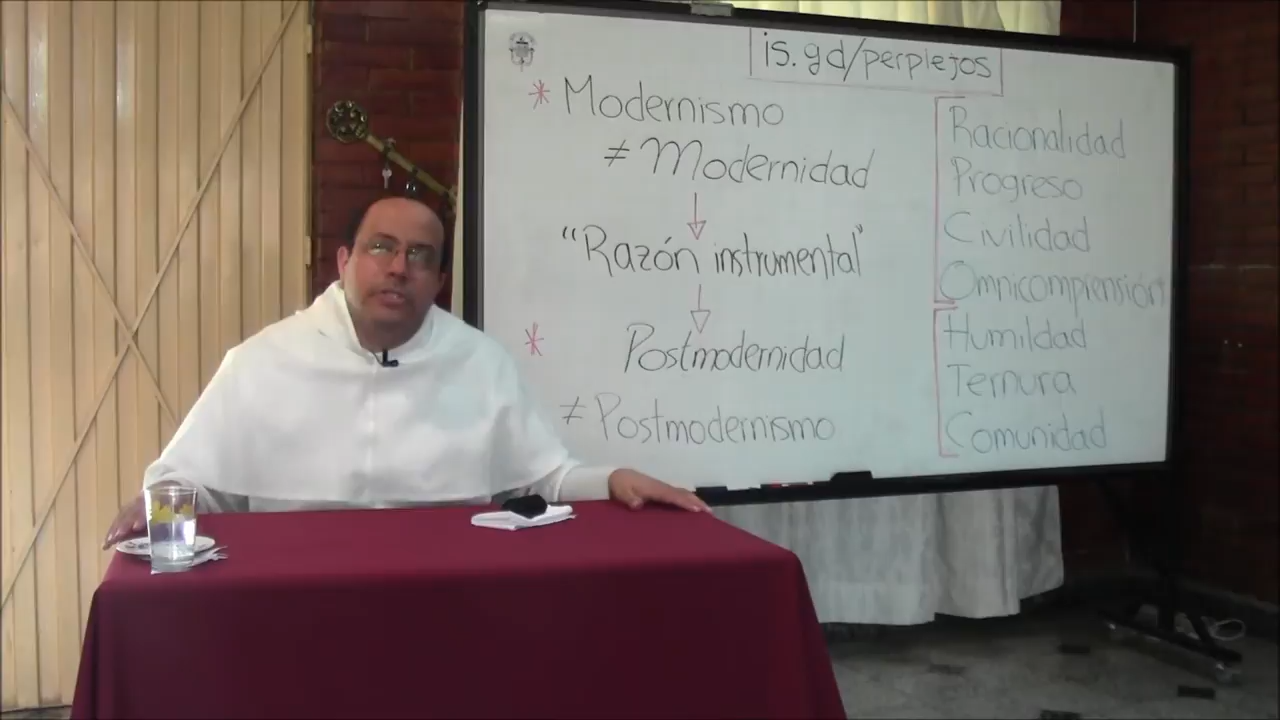 is.gd/perplejos
* Modernismo
≠ Modernidad
"Razón instrumental"
* Postmodernidad
≠ Postmodernismo
Racionalidad
Progreso
Civilidad
Omnicomprensión
Humildad
Ternura
Comunidad